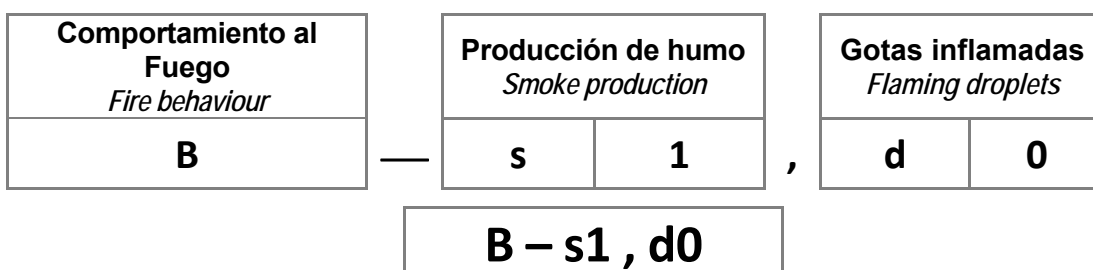 Comportamiento al
Fuego
Fire behaviour
Producción de humo
Smoke production
Gotas inflamadas
Flaming droplets
B — s 1 , d 0
B – s1 , d0